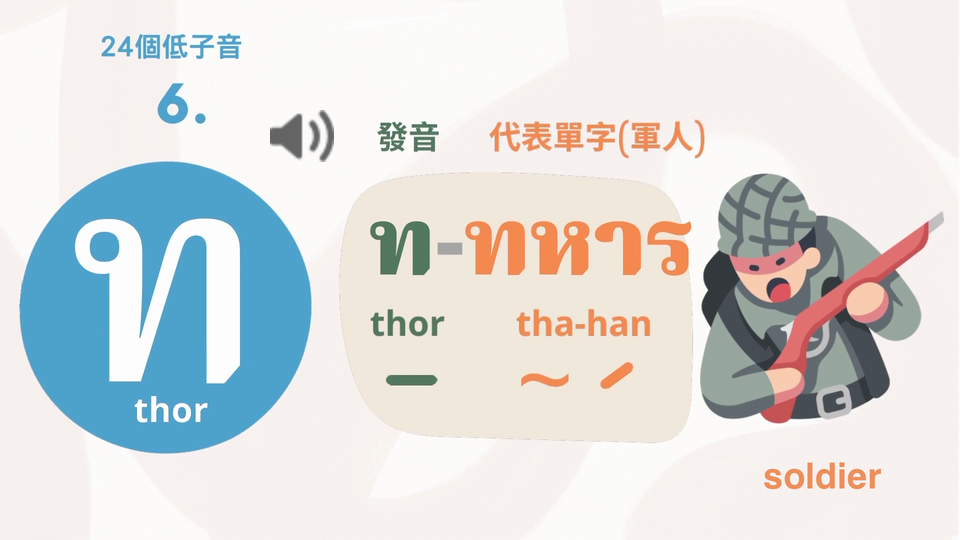 24個低子音
6.
發音
代表單字(軍人)
ท
thor
ท-ทหาร
thor
tha-han
soldier